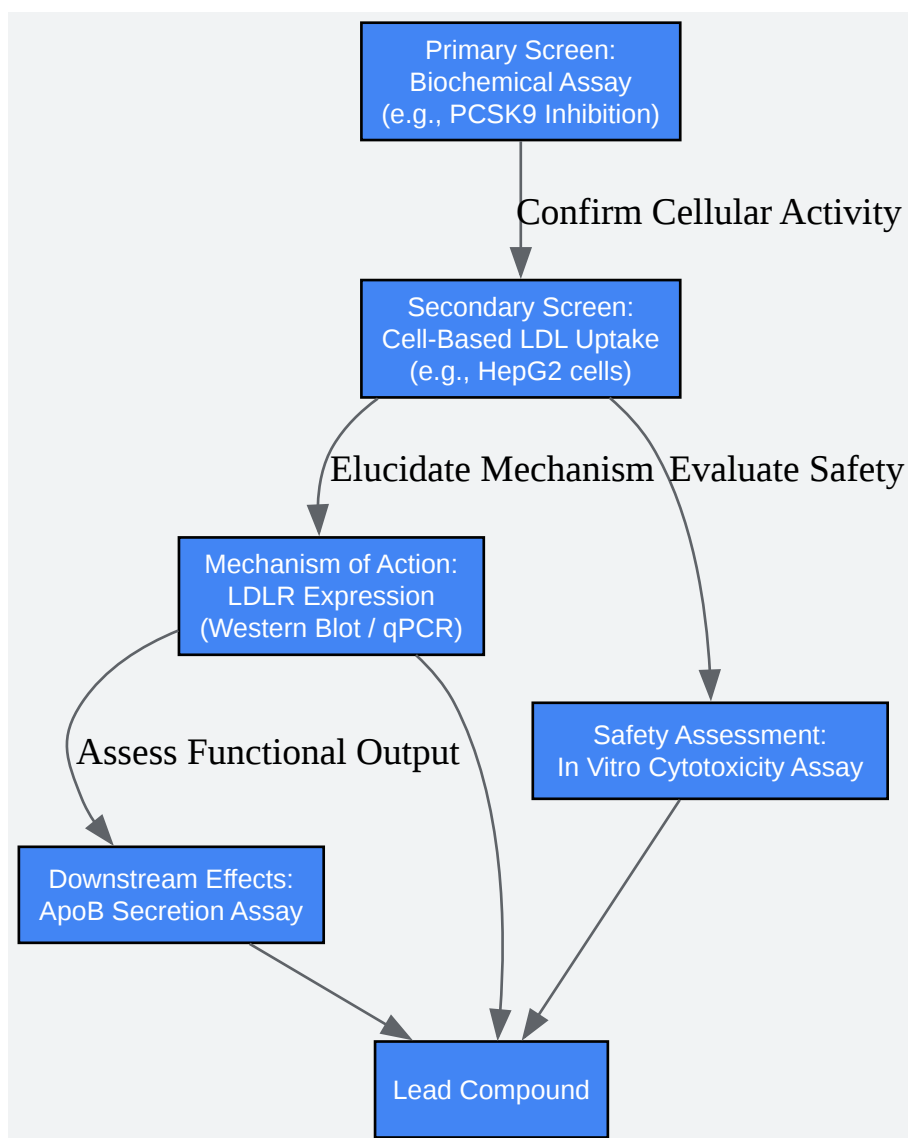 Primary Screen:
Biochemical Assay
(e.g., PCSK9 Inhibition)
Confirm Cellular Activity
Secondary Screen:
Cell-Based LDL Uptake
(e.g., HepG2 cells)
Elucidate Mechanism
Evaluate Safety
Mechanism of Action:
LDLR Expression
(Western Blot / qPCR)
Safety Assessment:
In Vitro Cytotoxicity Assay
Assess Functional Output
Downstream Effects:
ApoB Secretion Assay
Lead Compound